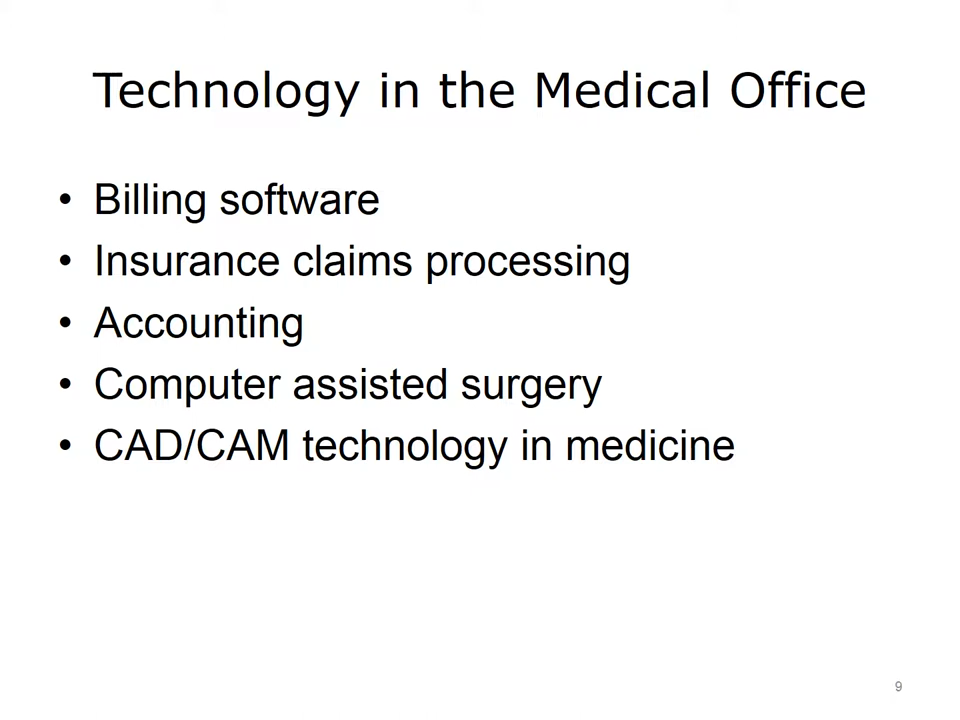 Technology in the Medical Office
• Billing software
• Insurance claims processing
• Accounting
• Computer assisted surgery
• CAD/CAM technology in medicine
9